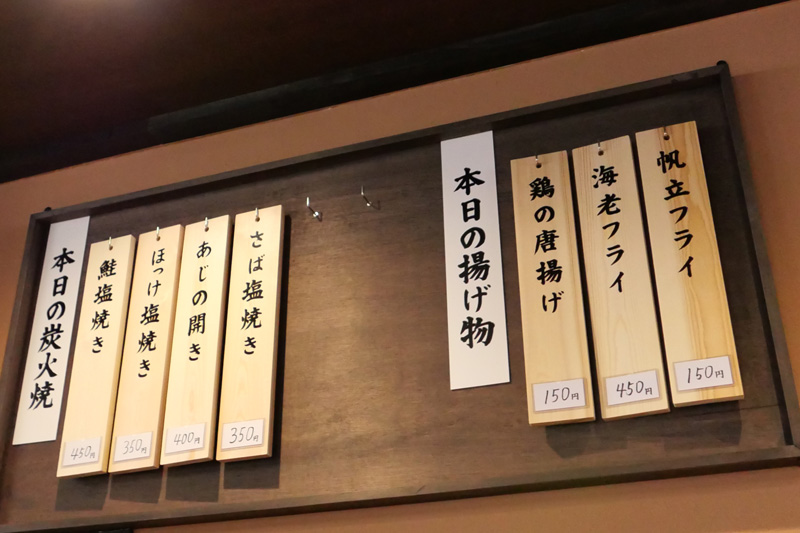 本日の揚げ物
帆立フライ
150円
海老フライ
450円
鶏の唐揚げ
150円
本日の炭火焼
さば塩焼き
350円
あじの開き
400円
ほっけ塩焼き
350円
鮭塩焼き
450円